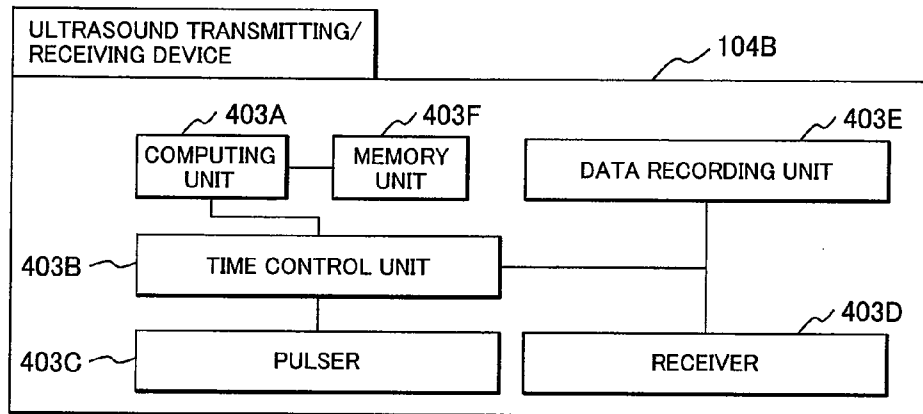 ULTRASOUND TRANSMITTING/
RECEIVING DEVICE
104B
403A
403F
403E
COMPUTING
UNIT
MEMORY
UNIT
DATA RECORDING UNIT
403B
TIME CONTROL UNIT
403D
403C
PULSER
RECEIVER